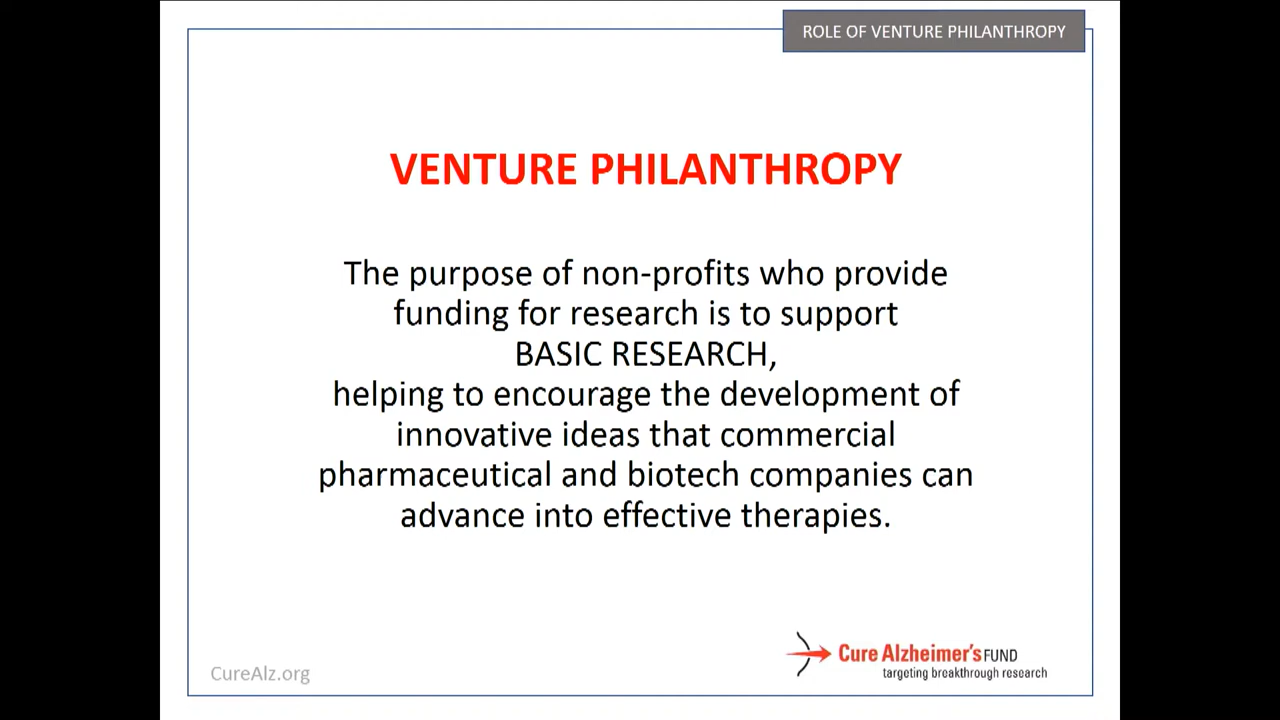 ROLE OF VENTURE PHILANTHROPY
VENTURE PHILANTHROPY
The purpose of non-profits who provide
funding for research is to support
BASIC RESEARCH,
helping to encourage the development of
innovative ideas that commercial
pharmaceutical and biotech companies can
advance into effective therapies.
CureAlz.org
Cure Alzheimer's FUND
targeting breakthrough research